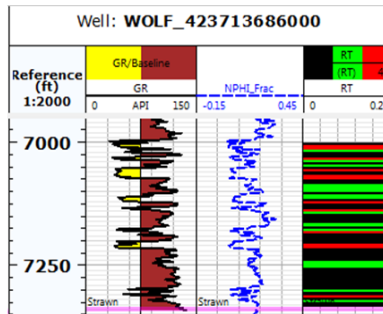 Well: WOLF_423713686000
Reference
(ft)
1:2000
GR/Baseline
GR
0 API 150
NPHI_Frac
-0.15 0.45
RT
(RT) 4
RT
0 0.2
7000
7250
Strawn Strawn